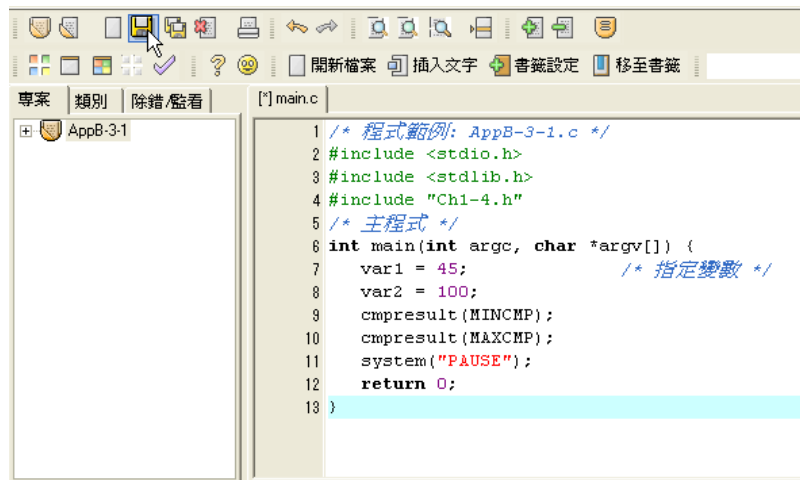 開新檔案 插入文字 書籤設定 移至書籤
專案 類別 除錯/監看 [*] main.c
AppB-3-1
1 /* 程式範例: AppB-3-1.c */
2 #include <stdio.h>
3 #include <stdlib.h>
4 #include "Ch1-4.h"
5 /* 主程式 */
6 int main(int argc, char *argv[]) {
7 var1 = 45; /* 指定變數 */
8 var2 = 100;
9 cmpresult(MINCMP);
10 cmpresult(MAXCMP);
11 system("PAUSE");
12 return 0;
13 }